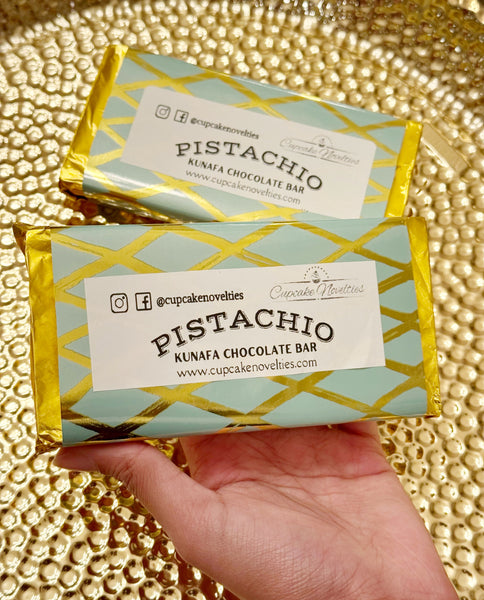 @cupcakenovelties
Cupcake Novelties
PISTACHIO
KUNAFA CHOCOLATE BAR
www.cupcakenovelties.com
@cupcakenovelties
Cupcake Novelties
PISTACHIO
KUNAFA CHOCOLATE BAR
www.cupcakenovelties.com